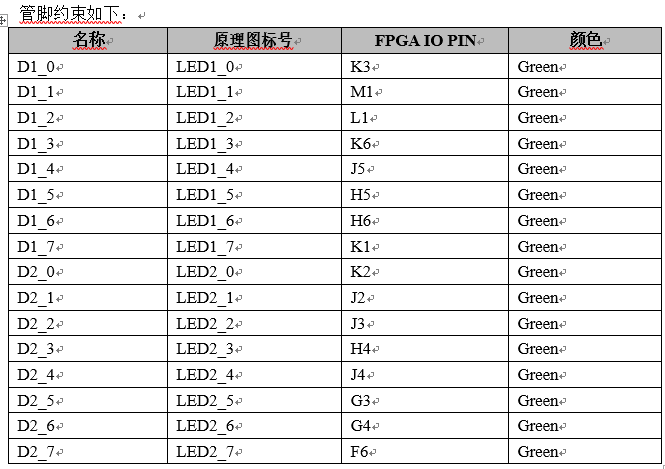 管脚约束如下：
名称 原理图标号 FPGA IO PIN 颜色
D1_0 LED1_0 K3 Green
D1_1 LED1_1 M1 Green
D1_2 LED1_2 L1 Green
D1_3 LED1_3 K6 Green
D1_4 LED1_4 J5 Green
D1_5 LED1_5 H5 Green
D1_6 LED1_6 H6 Green
D1_7 LED1_7 K1 Green
D2_0 LED2_0 K2 Green
D2_1 LED2_1 J2 Green
D2_2 LED2_2 J3 Green
D2_3 LED2_3 H4 Green
D2_4 LED2_4 J4 Green
D2_5 LED2_5 G3 Green
D2_6 LED2_6 G4 Green
D2_7 LED2_7 F6 Green